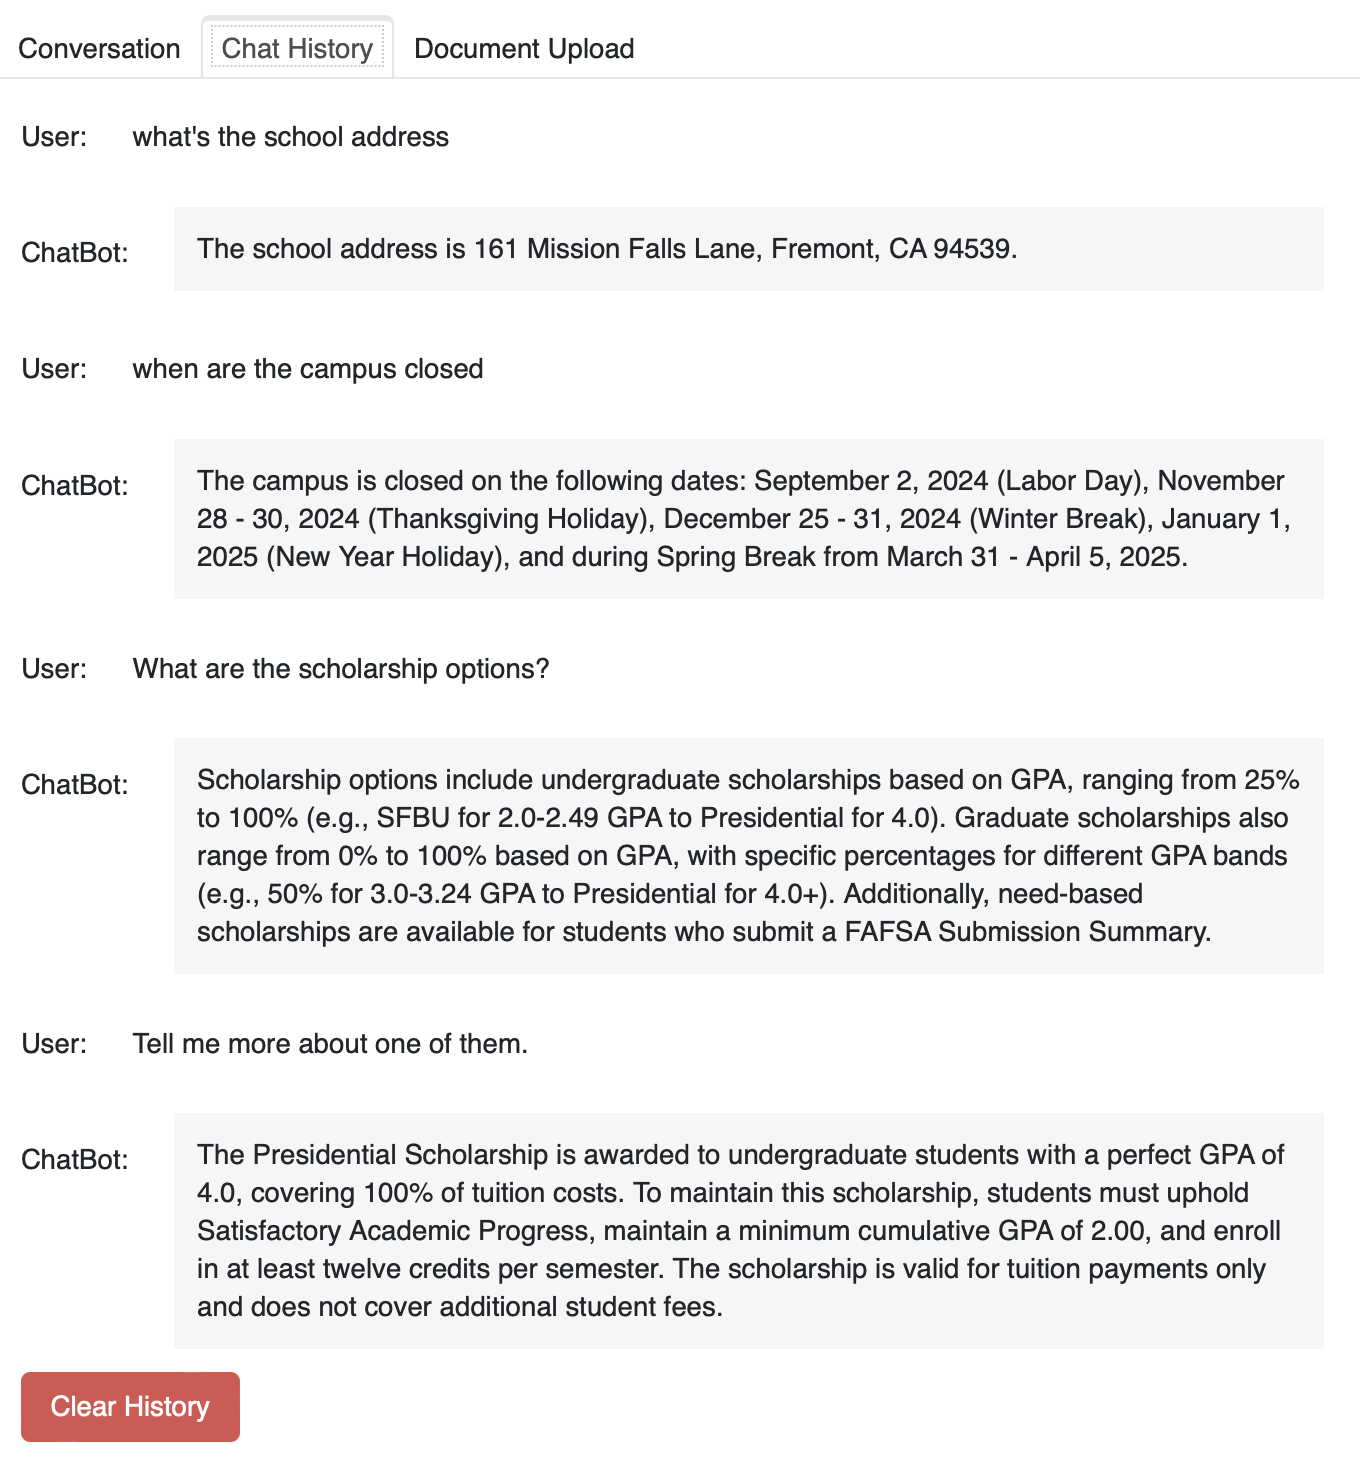 Conversation Chat History Document Upload
User: what's the school address
ChatBot: The school address is 161 Mission Falls Lane, Fremont, CA 94539.
User: when are the campus closed
ChatBot: The campus is closed on the following dates: September 2, 2024 (Labor Day), November
28 - 30, 2024 (Thanksgiving Holiday), December 25 - 31, 2024 (Winter Break), January 1,
2025 (New Year Holiday), and during Spring Break from March 31 - April 5, 2025.
User: What are the scholarship options?
ChatBot: Scholarship options include undergraduate scholarships based on GPA, ranging from 25%
to 100% (e.g., SFBU for 2.0-2.49 GPA to Presidential for 4.0). Graduate scholarships also
range from 0% to 100% based on GPA, with specific percentages for different GPA bands
(e.g., 50% for 3.0-3.24 GPA to Presidential for 4.0+). Additionally, need-based
scholarships are available for students who submit a FAFSA Submission Summary.
User: Tell me more about one of them.
ChatBot: The Presidential Scholarship is awarded to undergraduate students with a perfect GPA of
4.0, covering 100% of tuition costs. To maintain this scholarship, students must uphold
Satisfactory Academic Progress, maintain a minimum cumulative GPA of 2.00, and enroll
in at least twelve credits per semester. The scholarship is valid for tuition payments only
and does not cover additional student fees.
Clear History